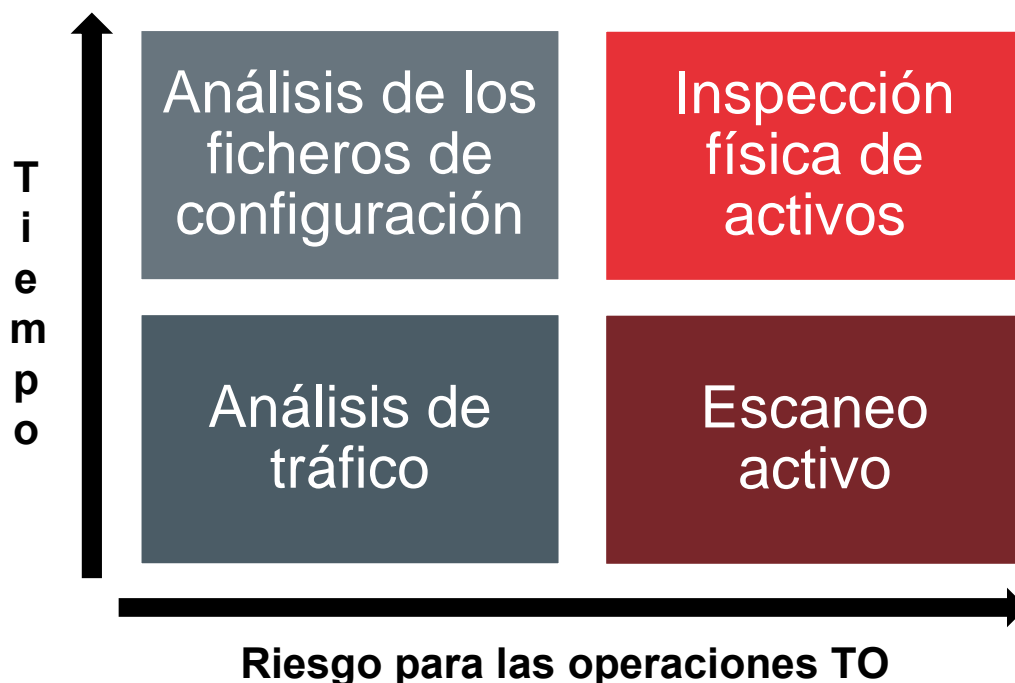 Análisis de los
ficheros de
configuración
Inspección
física de
activos
Tiempo
Análisis de
tráfico
Escaneo
activo
Riesgo para las operaciones TO